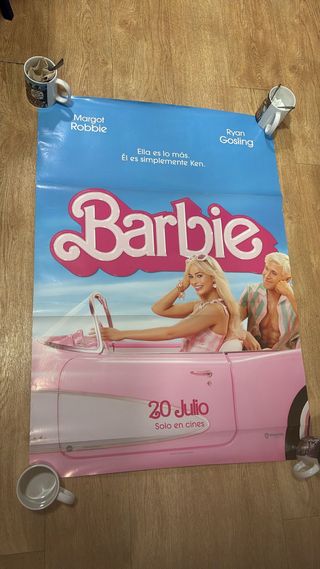 Margot
Robbie
Ryan
Gosling
Ella es lo más.
Él es simplemente Ken.
Barbie
20 Julio
Solo en cines